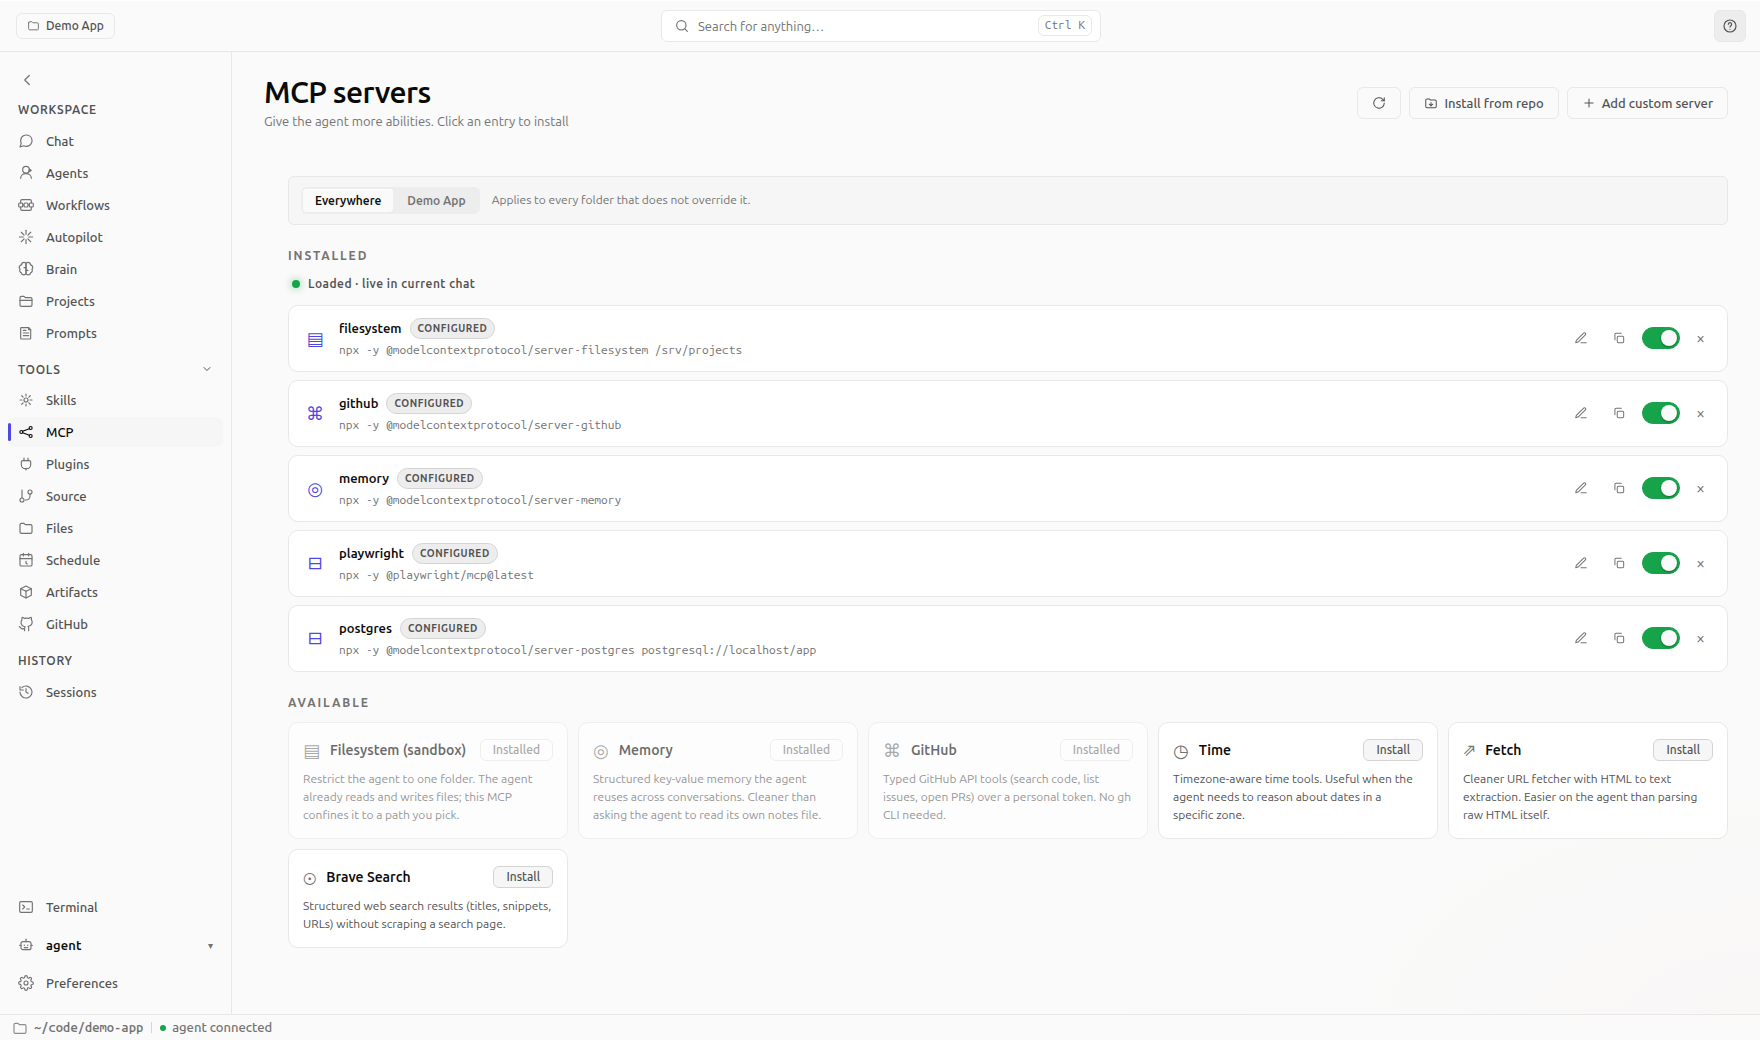 Demo App
Search for anything…
Ctrl K
WORKSPACE
Chat
Agents
Workflows
Autopilot
Brain
Projects
Prompts
TOOLS
Skills
MCP
Plugins
Source
Files
Schedule
Artifacts
GitHub
HISTORY
Sessions
Terminal
agent
Preferences
MCP servers
Give the agent more abilities. Click an entry to install
Install from repo
Add custom server
Everywhere
Demo App
Applies to every folder that does not override it.
INSTALLED
Loaded · live in current chat
filesystem CONFIGURED
npx -y @modelcontextprotocol/server-filesystem /srv/projects
github CONFIGURED
npx -y @modelcontextprotocol/server-github
memory CONFIGURED
npx -y @modelcontextprotocol/server-memory
playwright CONFIGURED
npx -y @playwright/mcp@latest
postgres CONFIGURED
npx -y @modelcontextprotocol/server-postgres postgresql://localhost/app
AVAILABLE
Filesystem (sandbox) Installed
Restrict the agent to one folder. The agent
already reads and writes files; this MCP
confines it to a path you pick.
Memory Installed
Structured key-value memory the agent
reuses across conversations. Cleaner than
asking the agent to read its own notes file.
GitHub Installed
Typed GitHub API tools (search code, list
issues, open PRs) over a personal token. No gh
CLI needed.
Time Install
Timezone-aware time tools. Useful when the
agent needs to reason about dates in a
specific zone.
Fetch Install
Cleaner URL fetcher with HTML to text
extraction. Easier on the agent than parsing
raw HTML itself.
Brave Search Install
Structured web search results (titles, snippets,
URLs) without scraping a search page.
~/code/demo-app
agent connected